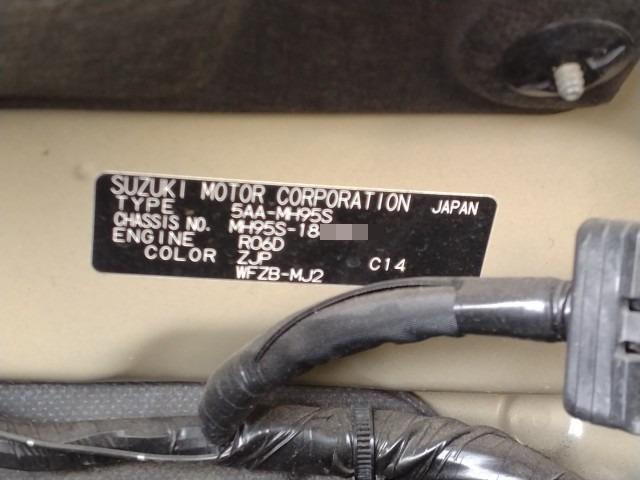 SUZUKI MOTOR CORPORATION JAPAN
TYPE 5AA-MH95S
CHASSIS NO. MH95S-18
ENGINE R06D
COLOR ZJP C14
WFZB-MJ2